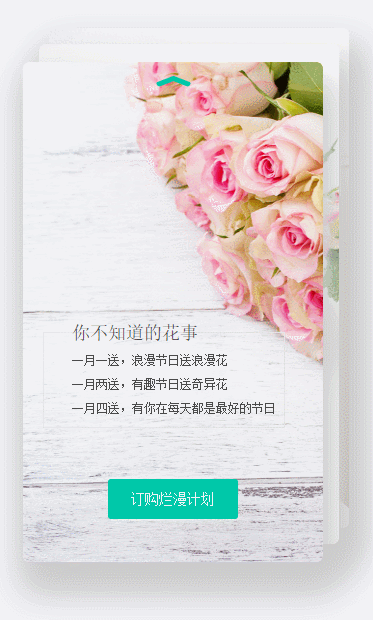 你不知道的花事
一月一送，浪漫节日送浪漫花
一月两送，有趣节日送奇异花
一月四送，有你在每天都是最好的节日
订购烂漫计划